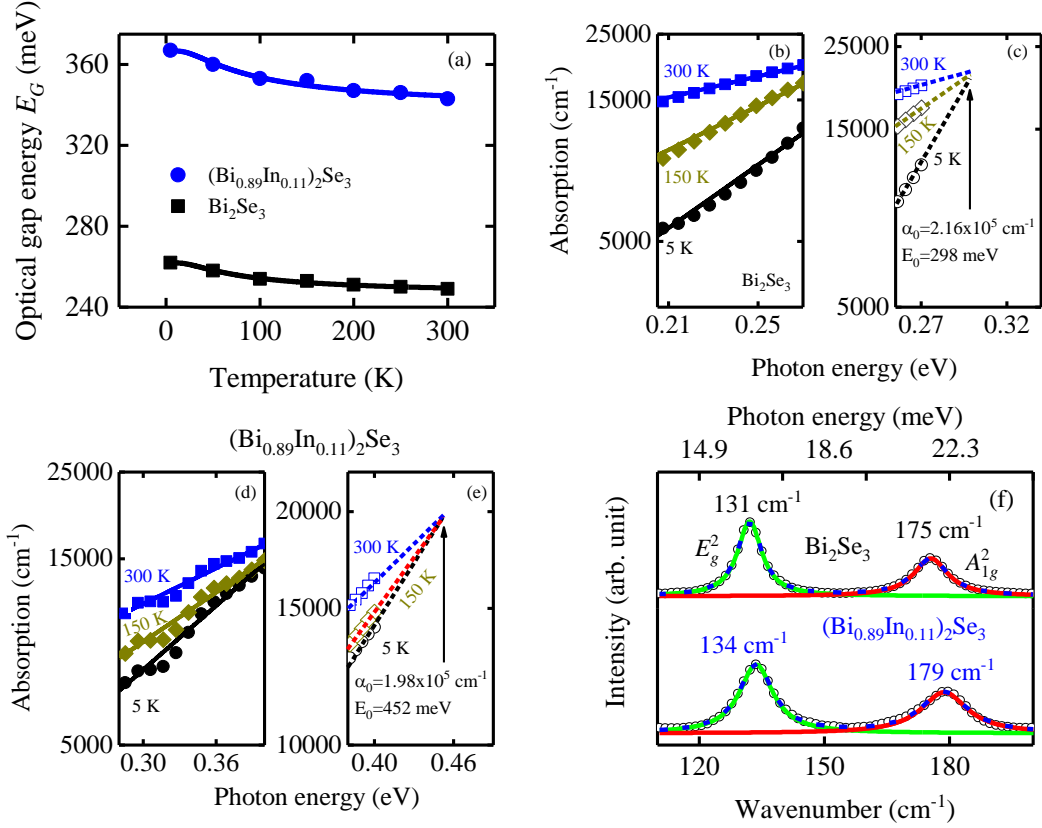 Optical gap energy E_G (meV)
360
320
280
240
(a)
(Bi0.89In0.11)2Se3
Bi2Se3
0 100 200 300
Temperature (K)
Absorption (cm-1)
25000
15000
5000
(b)
300 K
150 K
5 K
Bi2Se3
0.21 0.25
25000
15000
5000
(c)
300 K
150 K
5 K
α0=2.16x10^5 cm-1
E0=298 meV
0.27 0.32
Photon energy (eV)
(Bi0.89In0.11)2Se3
Absorption (cm-1)
25000
15000
5000
(d)
300 K
150 K
5 K
0.30 0.36
20000
15000
10000
(e)
300 K
150 K
5 K
α0=1.98x10^5 cm-1
E0=452 meV
0.40 0.46
Photon energy (eV)
Photon energy (meV)
14.9 18.6 22.3
(f)
131 cm-1
175 cm-1
E_g^2
Bi2Se3
A_1g^2
(Bi0.89In0.11)2Se3
134 cm-1
179 cm-1
Intensity (arb. unit)
120 150 180
Wavenumber (cm-1)